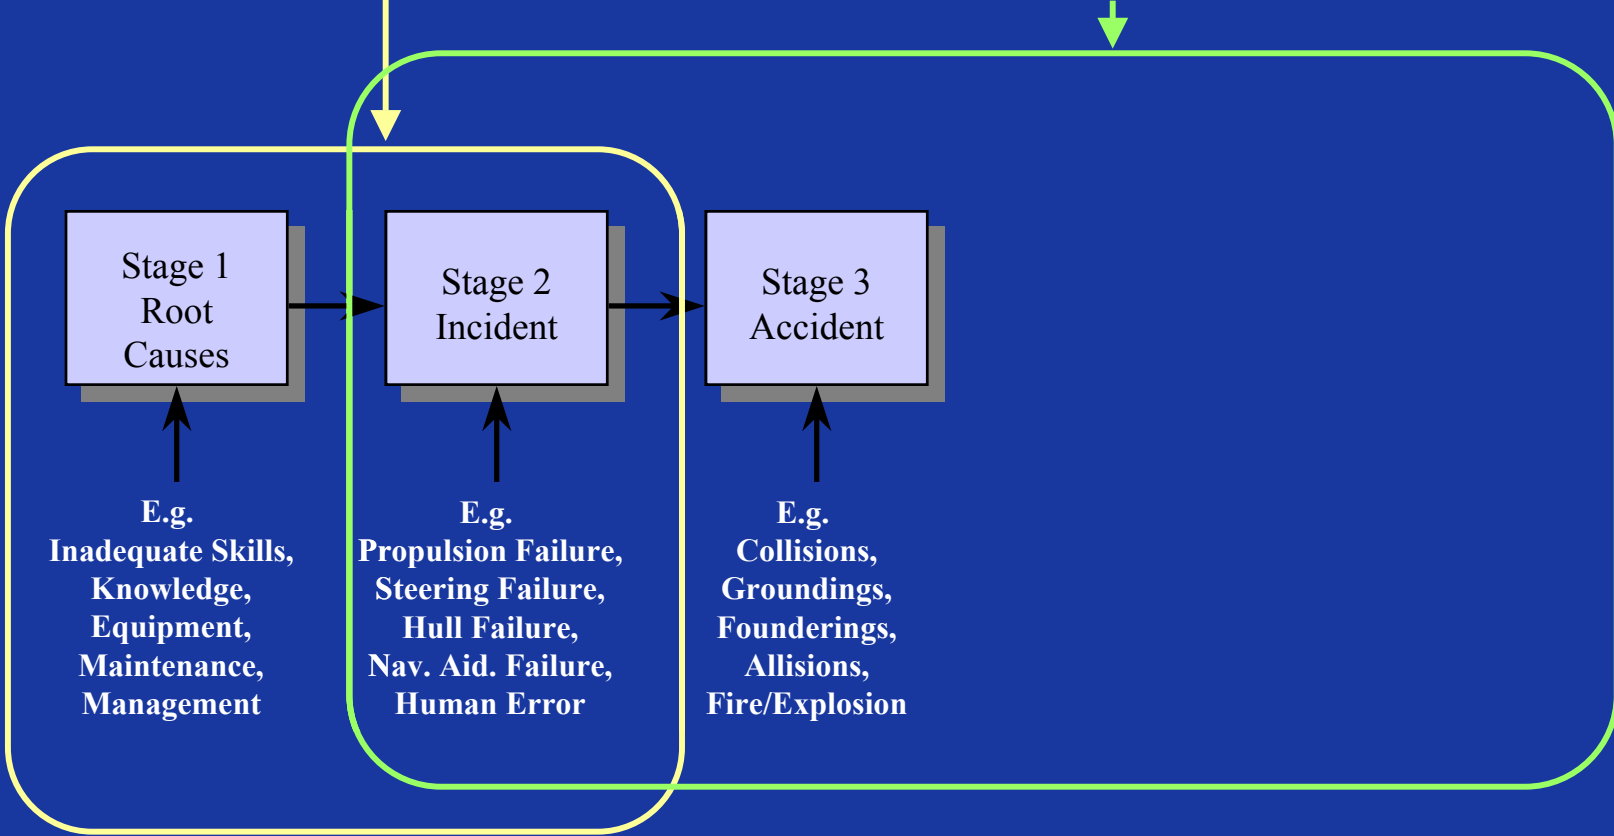 Stage 1
Root
Causes
Stage 2
Incident
Stage 3
Accident
E.g.
Inadequate Skills,
Knowledge,
Equipment,
Maintenance,
Management
E.g.
Propulsion Failure,
Steering Failure,
Hull Failure,
Nav. Aid. Failure,
Human Error
E.g.
Collisions,
Groundings,
Founderings,
Allisions,
Fire/Explosion